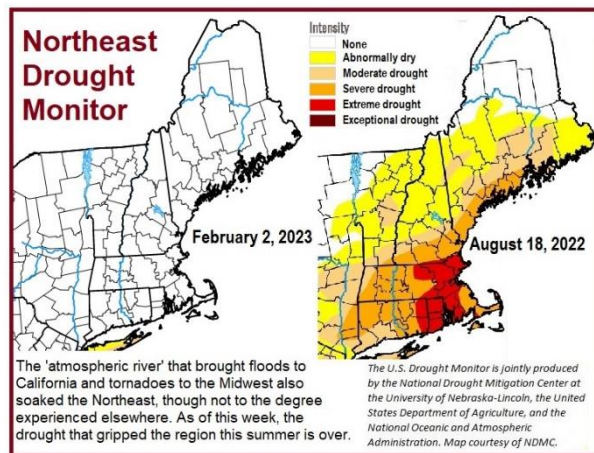 Northeast
Drought
Monitor
Intensity
None
Abnormally dry
Moderate drought
Severe drought
Extreme drought
Exceptional drought
February 2, 2023
August 18, 2022
The 'atmospheric river' that brought floods to
California and tornadoes to the Midwest also
soaked the Northeast, though not to the degree
experienced elsewhere. As of this week, the
drought that gripped the region this summer is over.
The U.S. Drought Monitor is jointly produced
by the National Drought Mitigation Center at
the University of Nebraska-Lincoln, the United
States Department of Agriculture, and the
National Oceanic and Atmospheric
Administration. Map courtesy of NDMC.